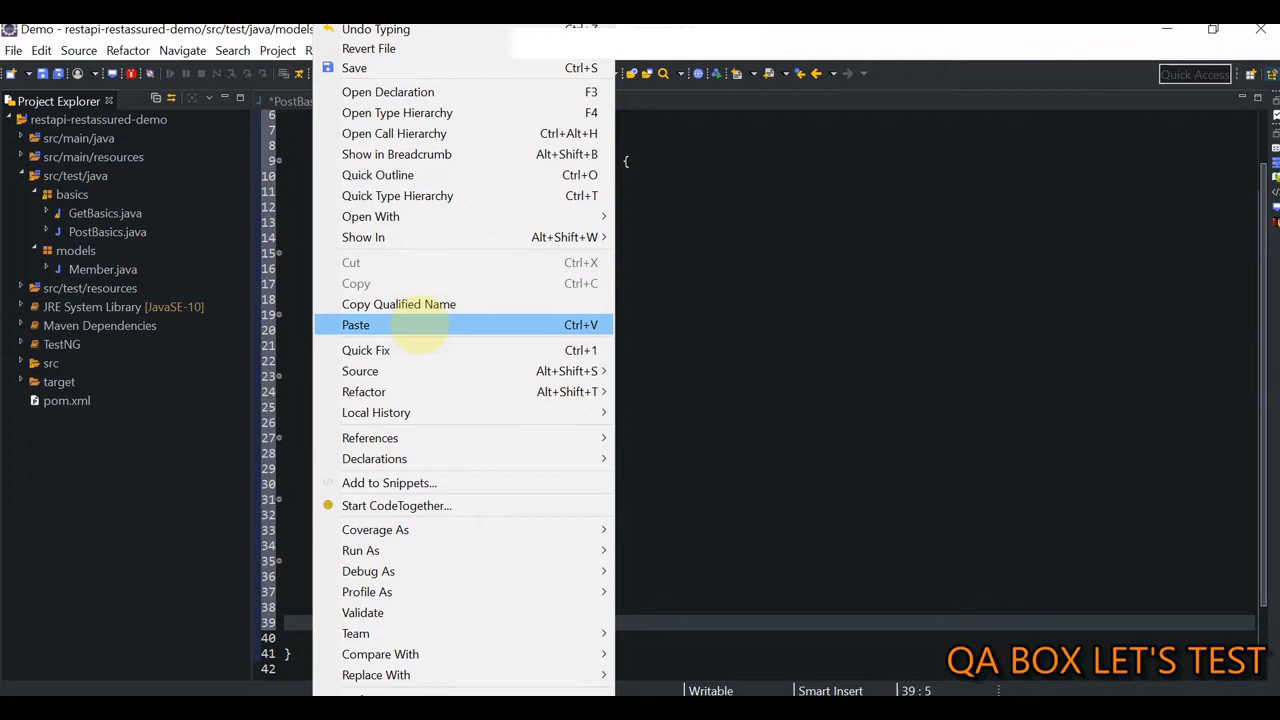 Demo - restapi-restassured-demo/src/test/java/models
File Edit Source Refactor Navigate Search Project
Quick Access
Project Explorer
restapi-restassured-demo
src/main/java
src/main/resources
src/test/java
basics
GetBasics.java
PostBasics.java
models
Member.java
src/test/resources
JRE System Library [JavaSE-10]
Maven Dependencies
TestNG
src
target
pom.xml
*PostBas
6
7
8
9 {
10
11
12
13
14
15
16
17
18
19
20
21
22
23
24
25
26
27
28
29
30
31
32
33
34
35
36
37
38
39
40
41 }
42
Undo Typing
Revert File
Save Ctrl+S
Open Declaration F3
Open Type Hierarchy F4
Open Call Hierarchy Ctrl+Alt+H
Show in Breadcrumb Alt+Shift+B
Quick Outline Ctrl+O
Quick Type Hierarchy Ctrl+T
Open With
Show In Alt+Shift+W
Cut Ctrl+X
Copy Ctrl+C
Copy Qualified Name
Paste Ctrl+V
Quick Fix Ctrl+1
Source Alt+Shift+S
Refactor Alt+Shift+T
Local History
References
Declarations
Add to Snippets...
Start CodeTogether...
Coverage As
Run As
Debug As
Profile As
Validate
Team
Compare With
Replace With
QA BOX LET'S TEST
Writable Smart Insert 39 : 5